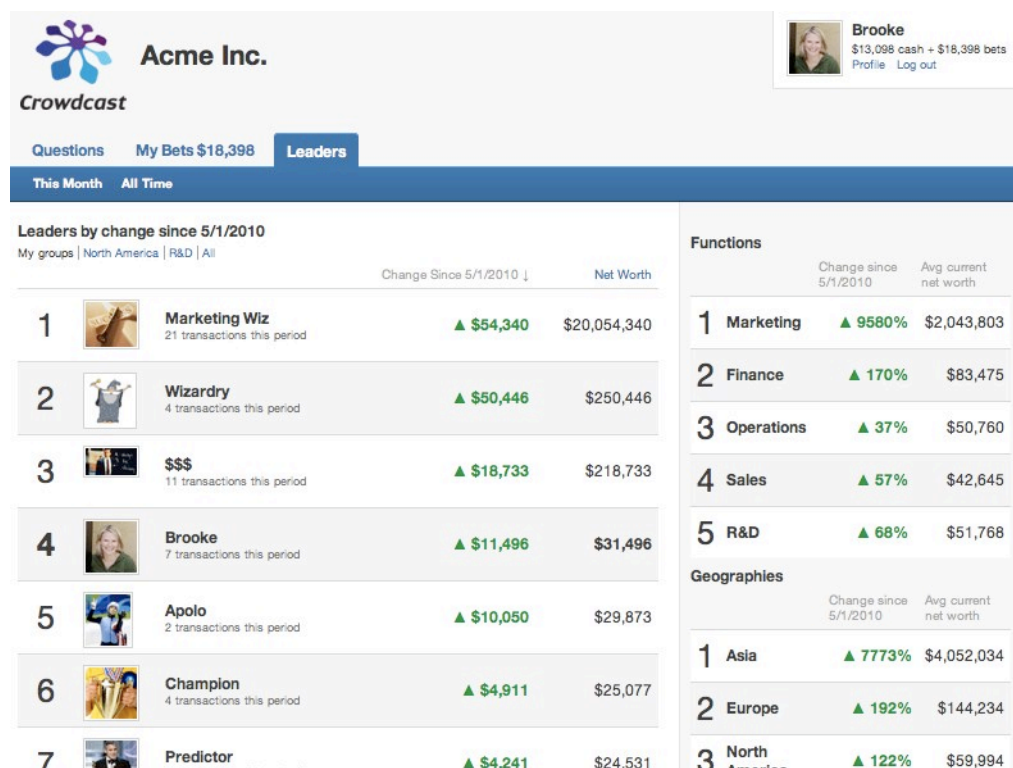 Crowdcast
Acme Inc.
Brooke
$13,098 cash + $18,398 bets
Profile Log out
Questions My Bets $18,398 Leaders
This Month All Time
Leaders by change since 5/1/2010
My groups | North America | R&D | All
Change Since 5/1/2010 ↓ Net Worth
1 Marketing Wiz ▲ $54,340 $20,054,340
21 transactions this period
2 Wizardry ▲ $50,446 $250,446
4 transactions this period
3 $$$ ▲ $18,733 $218,733
11 transactions this period
4 Brooke ▲ $11,496 $31,496
7 transactions this period
5 Apolo ▲ $10,050 $29,873
2 transactions this period
6 Champion ▲ $4,911 $25,077
4 transactions this period
7 Predictor ▲ $4,241 $24,531
Functions
Change since Avg current
5/1/2010 net worth
1 Marketing ▲ 9580% $2,043,803
2 Finance ▲ 170% $83,475
3 Operations ▲ 37% $50,760
4 Sales ▲ 57% $42,645
5 R&D ▲ 68% $51,768
Geographies
Change since Avg current
5/1/2010 net worth
1 Asia ▲ 7773% $4,052,034
2 Europe ▲ 192% $144,234
3 North ▲ 122% $59,994